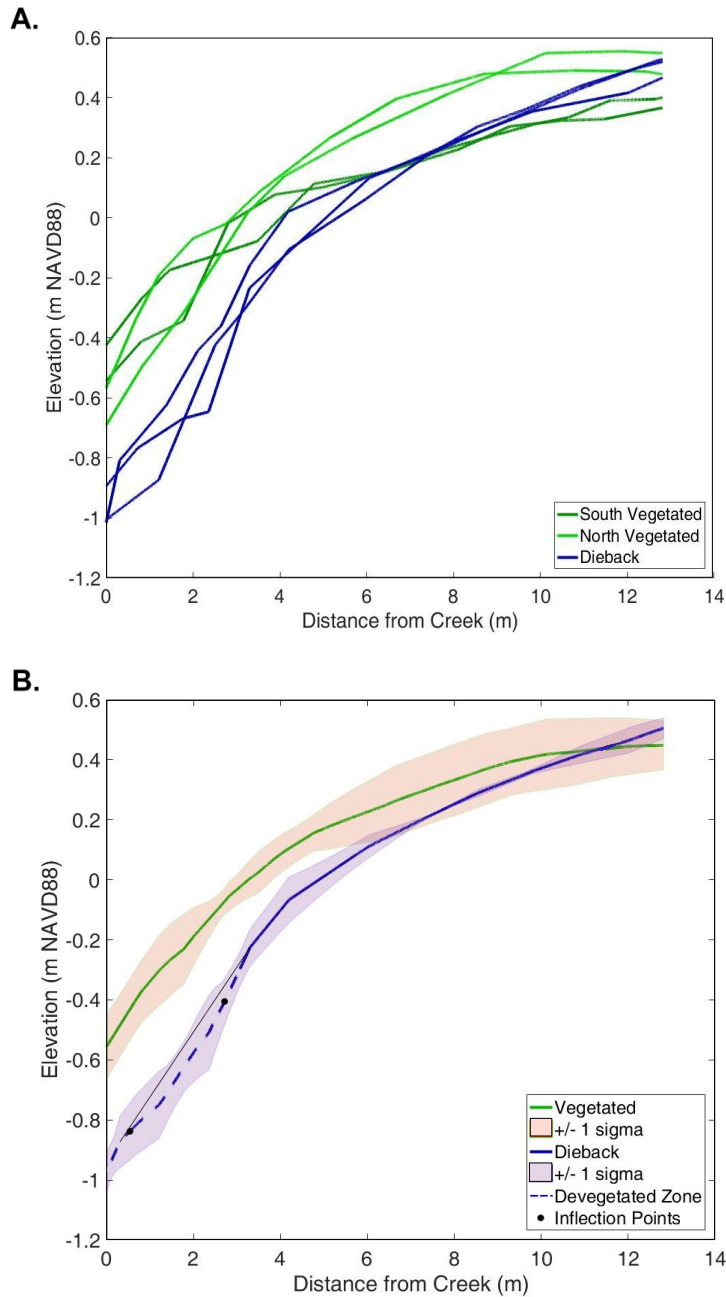 A.
0.6
0.4
0.2
0
-0.2
-0.4
-0.6
-0.8
-1
-1.2
Elevation (m NAVD88)
0 2 4 6 8 10 12 14
Distance from Creek (m)
South Vegetated
North Vegetated
Dieback
B.
0.6
0.4
0.2
0
-0.2
-0.4
-0.6
-0.8
-1
-1.2
Elevation (m NAVD88)
0 2 4 6 8 10 12 14
Distance from Creek (m)
Vegetated
+/- 1 sigma
Dieback
+/- 1 sigma
Devegetated Zone
Inflection Points